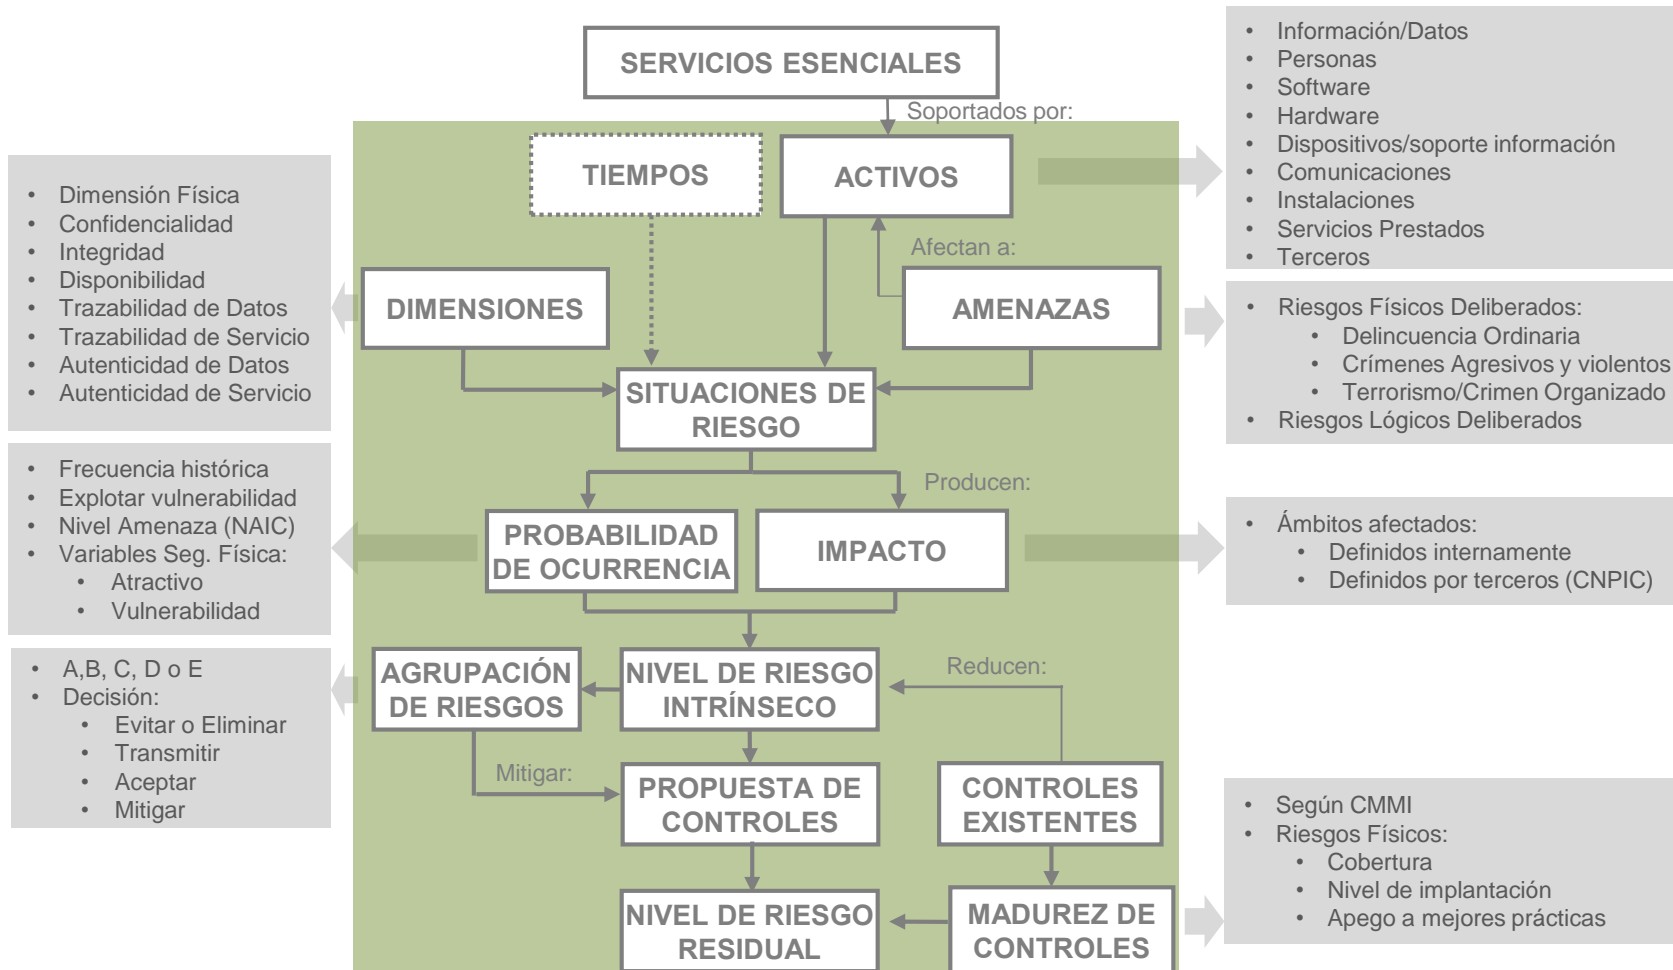 SERVICIOS ESENCIALES
Soportados por:
TIEMPOS
ACTIVOS
• Información/Datos
• Personas
• Software
• Hardware
• Dispositivos/soporte información
• Comunicaciones
• Instalaciones
• Servicios Prestados
• Terceros
• Dimensión Física
• Confidencialidad
• Integridad
• Disponibilidad
• Trazabilidad de Datos
• Trazabilidad de Servicio
• Autenticidad de Datos
• Autenticidad de Servicio
DIMENSIONES
Afectan a:
AMENAZAS
• Riesgos Físicos Deliberados:
• Delincuencia Ordinaria
• Crímenes Agresivos y violentos
• Terrorismo/Crimen Organizado
• Riesgos Lógicos Deliberados
SITUACIONES DE
RIESGO
Producen:
• Frecuencia histórica
• Explotar vulnerabilidad
• Nivel Amenaza (NAIC)
• Variables Seg. Física:
• Atractivo
• Vulnerabilidad
PROBABILIDAD
DE OCURRENCIA
IMPACTO
• Ámbitos afectados:
• Definidos internamente
• Definidos por terceros (CNPIC)
• A,B, C, D o E
• Decisión:
• Evitar o Eliminar
• Transmitir
• Aceptar
• Mitigar
AGRUPACIÓN
DE RIESGOS
NIVEL DE RIESGO
INTRÍNSECO
Reducen:
Mitigar:
PROPUESTA DE
CONTROLES
CONTROLES
EXISTENTES
• Según CMMI
• Riesgos Físicos:
• Cobertura
• Nivel de implantación
• Apego a mejores prácticas
NIVEL DE RIESGO
RESIDUAL
MADUREZ DE
CONTROLES